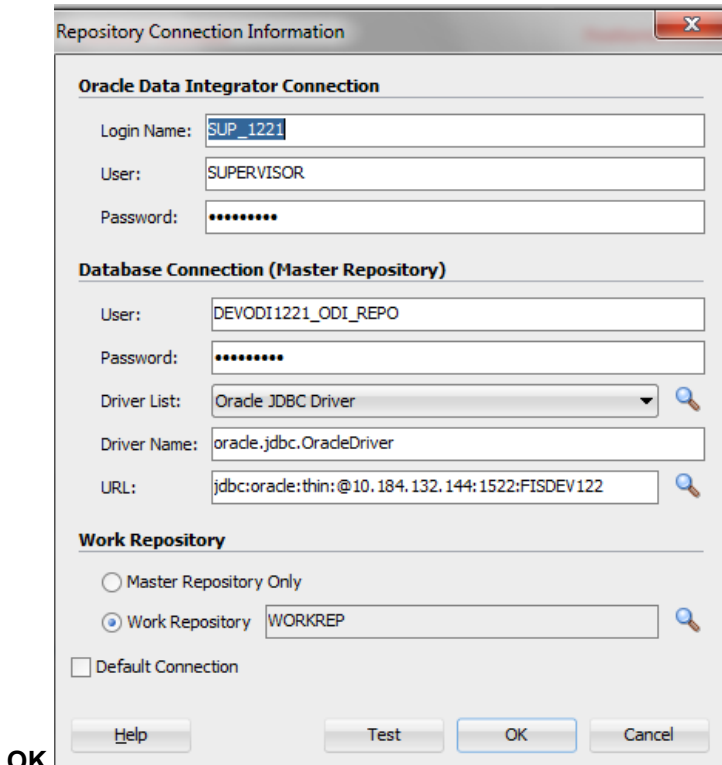 Repository Connection Information
Oracle Data Integrator Connection
Login Name: SUP_1221
User: SUPERVISOR
Password: •••••••••
Database Connection (Master Repository)
User: DEVODI1221_ODI_REPO
Password: •••••••••
Driver List: Oracle JDBC Driver
Driver Name: oracle.jdbc.OracleDriver
URL: jdbc:oracle:thin:@10.184.132.144:1522:FISDEV122
Work Repository
Master Repository Only
Work Repository WORKREP
Default Connection
Help Test OK Cancel
OK